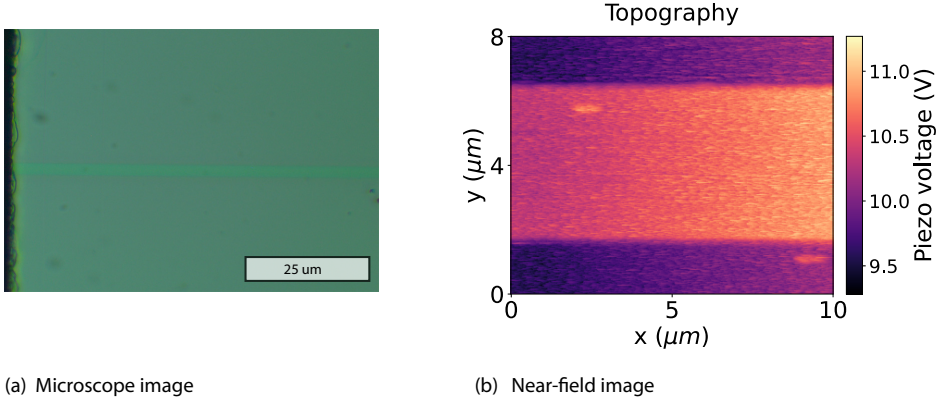 25 um
(a) Microscope image
Topography
8
4
0
y (μm)
0
5
10
x (μm)
11.0
10.5
10.0
9.5
Piezo voltage (V)
(b) Near-field image